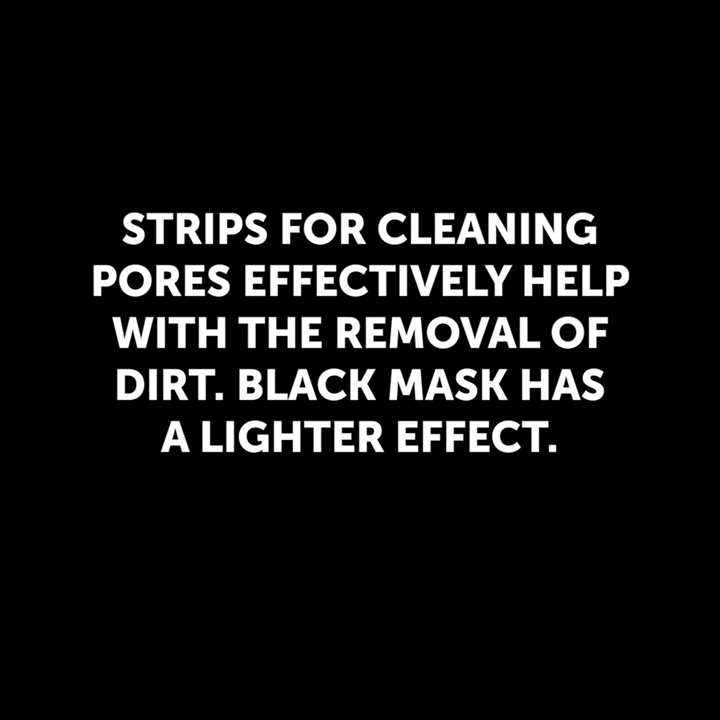 STRIPS FOR CLEANING
PORES EFFECTIVELY HELP
WITH THE REMOVAL OF
DIRT. BLACK MASK HAS
A LIGHTER EFFECT.